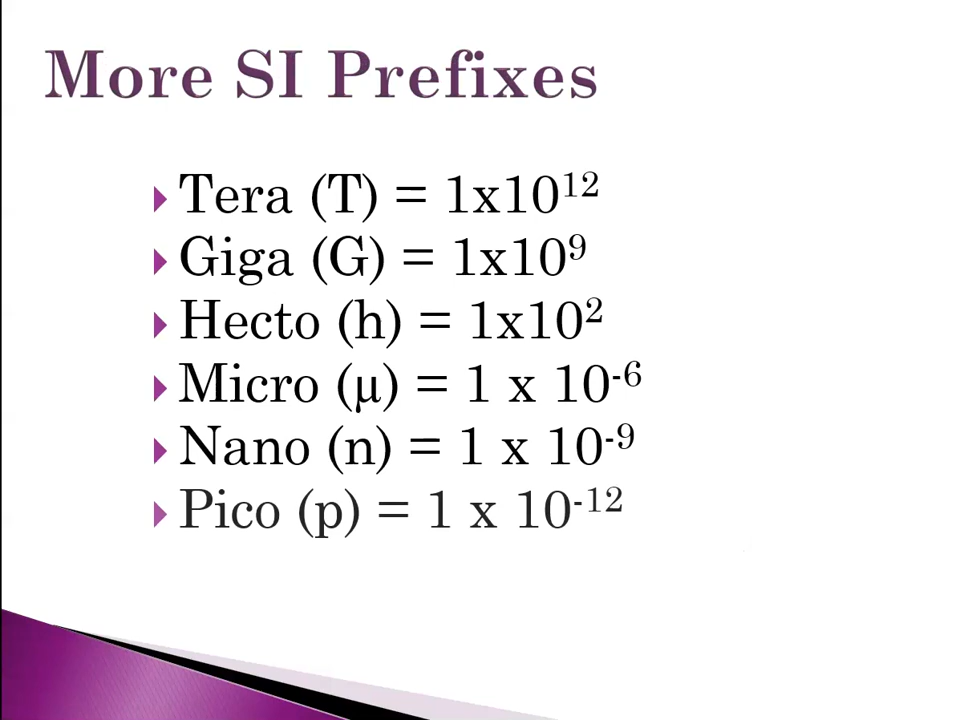 More SI Prefixes
Tera (T) = 1x10¹²
Giga (G) = 1x10⁹
Hecto (h) = 1x10²
Micro (μ) = 1 x 10⁻⁶
Nano (n) = 1 x 10⁻⁹
Pico (p) = 1 x 10⁻¹²